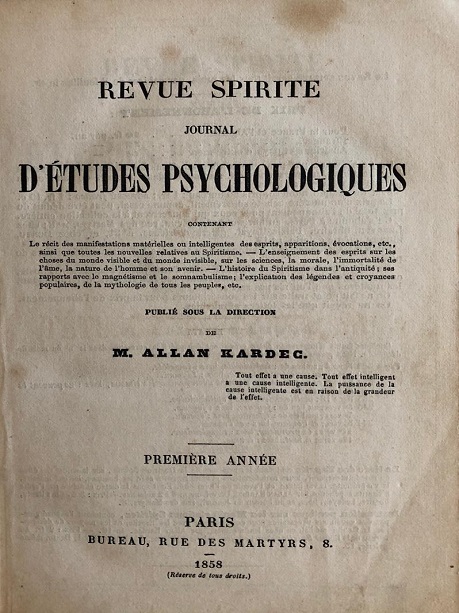 REVUE SPIRITE
JOURNAL
D'ÉTUDES PSYCHOLOGIQUES
CONTENANT
Le récit des manifestations matérielles ou intelligentes des esprits, apparitions, évocations, etc.,
ainsi que toutes les nouvelles relatives au Spiritisme. — L'enseignement des esprits sur les
choses du monde visible et du monde invisible, sur les sciences, la morale, l'immortalité de
l'âme, la nature de l'homme et son avenir. — L'histoire du Spiritisme dans l'antiquité; ses
rapports avec le magnétisme et le somnambulisme; l'explication des légendes et croyances
populaires, de la mythologie de tous les peuples, etc.
PUBLIÉ SOUS LA DIRECTION
DE
M. ALLAN KARDEC.
Tout effet a une cause. Tout effet intelligent
a une cause intelligente. La puissance de la
cause intelligente est en raison de la grandeur
de l'effet.
PREMIÈRE ANNÉE
PARIS
BUREAU, RUE DES MARTYRS, 8.
—
1858
(Réserve de tous droits.)